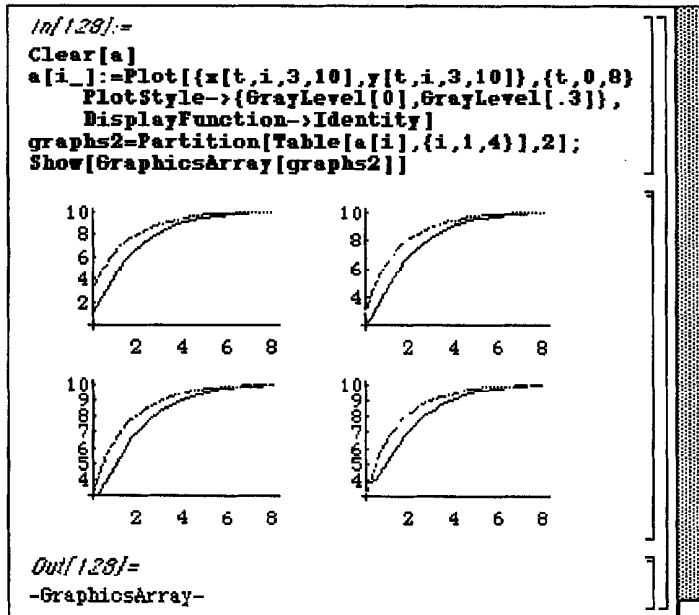 In[128]:=
Clear[a]
a[i_]:=Plot[{x[t,i,3,10],y[t,i,3,10]},{t,0,8}
PlotStyle->{GrayLevel[0],GrayLevel[.3]},
DisplayFunction->Identity]
graphs2=Partition[Table[a[i],{i,1,4}],2];
Show[GraphicsArray[graphs2]]
10
8
6
4
2
2 4 6 8
10
8
6
4
2 4 6 8
10
9
8
7
6
5
4
2 4 6 8
10
9
8
7
6
5
4
2 4 6 8
Out[128]=
-GraphicsArray-